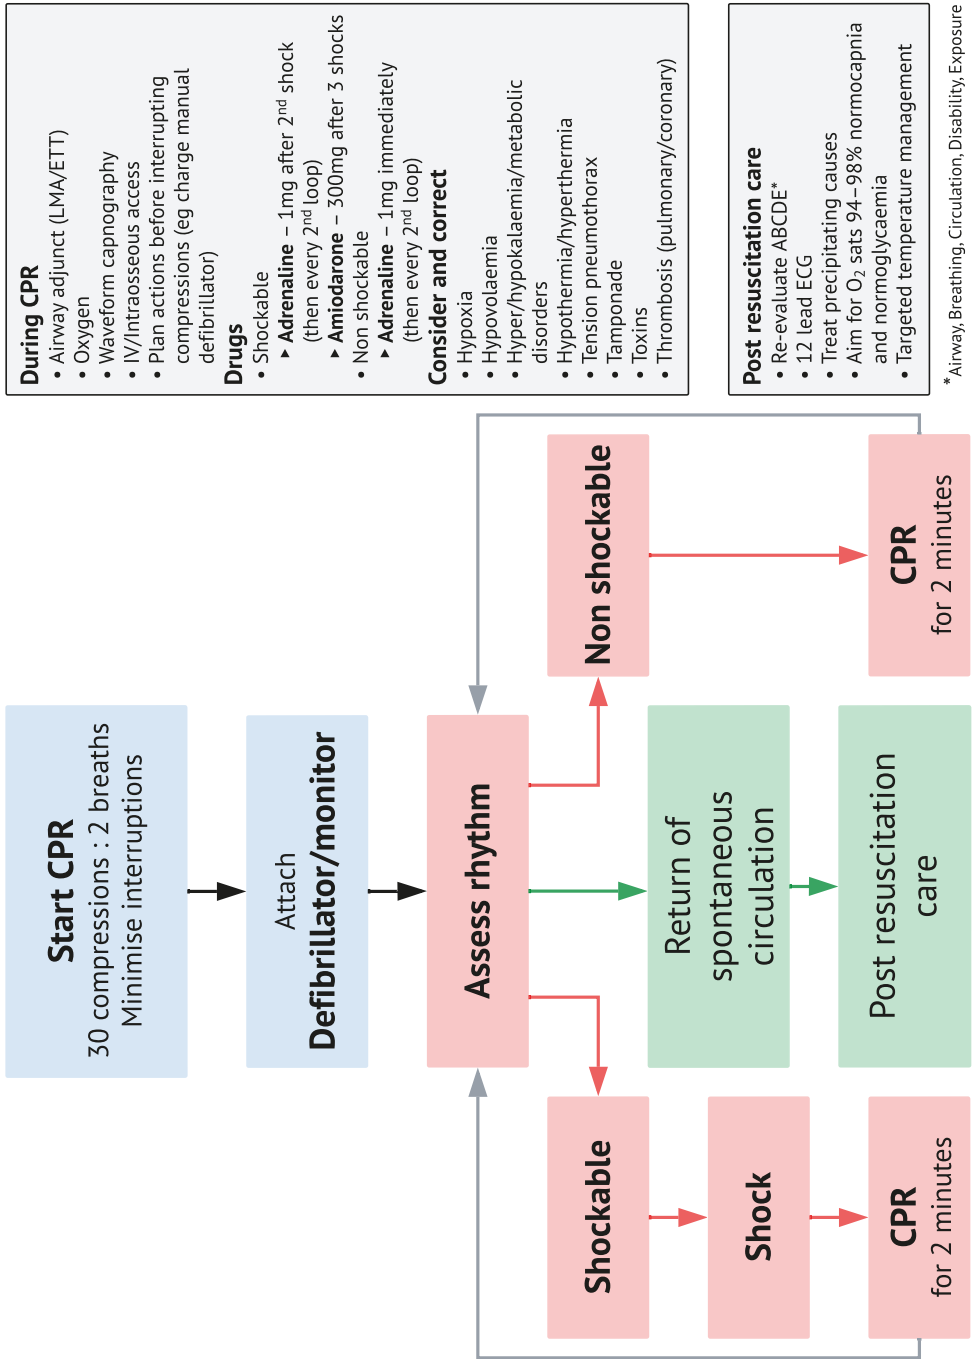 Start CPR
30 compressions : 2 breaths
Minimise interruptions
Attach
Defibrillator/monitor
Assess rhythm
Shockable
Shock
CPR
for 2 minutes
Return of
spontaneous
circulation
Post resuscitation
care
Non shockable
CPR
for 2 minutes
During CPR
• Airway adjunct (LMA/ETT)
• Oxygen
• Waveform capnography
• IV/Intraosseous access
• Plan actions before interrupting
compressions (eg charge manual
defibrillator)
Drugs
• Shockable
▸ Adrenaline – 1mg after 2nd shock
(then every 2nd loop)
▸ Amiodarone – 300mg after 3 shocks
• Non shockable
▸ Adrenaline – 1mg immediately
(then every 2nd loop)
Consider and correct
• Hypoxia
• Hypovolaemia
• Hyper/hypokalaemia/metabolic
disorders
• Hypothermia/hyperthermia
• Tension pneumothorax
• Tamponade
• Toxins
• Thrombosis (pulmonary/coronary)
Post resuscitation care
• Re-evaluate ABCDE*
• 12 Lead ECG
• Treat precipitating causes
• Aim for O₂ sats 94–98% normocapnia
and normoglycaemia
• Targeted temperature management
* Airway, Breathing, Circulation, Disability, Exposure